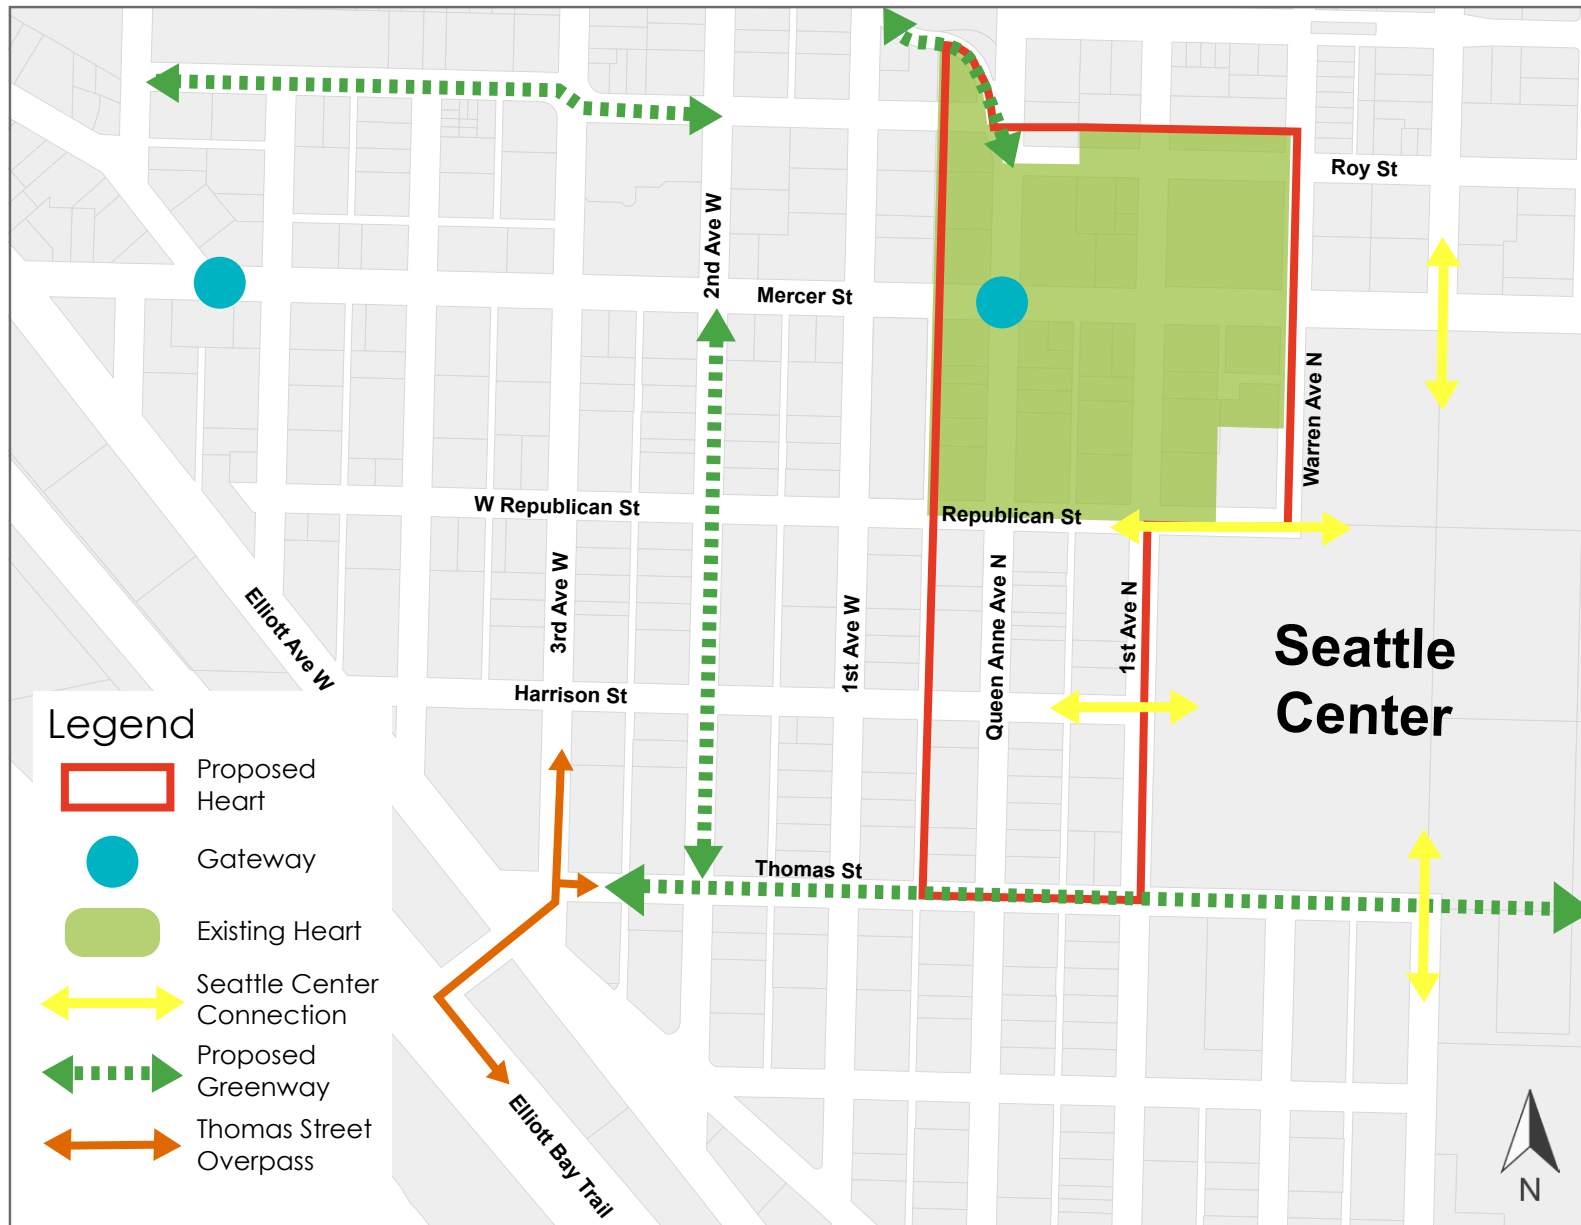 Roy St
2nd Ave W
Mercer St
Warren Ave N
W Republican St
Republican St
3rd Ave W
1st Ave W
Queen Anne Ave N
1st Ave N
Elliott Ave W
Seattle
Center
Harrison St
Thomas St
Elliott Bay Trail
Legend
Proposed
Heart
Gateway
Existing Heart
Seattle Center
Connection
Proposed
Greenway
Thomas Street
Overpass
N